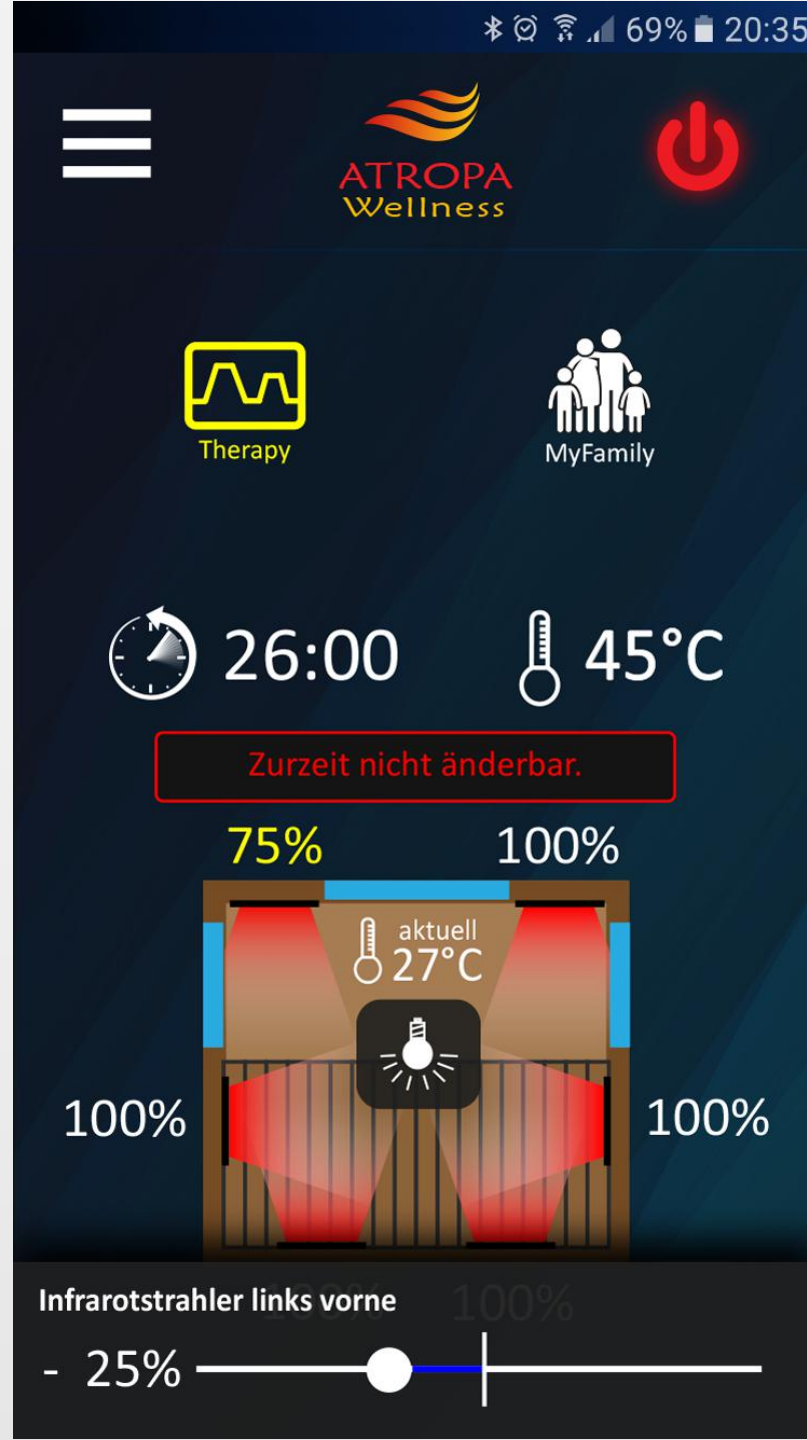 69% 20:35
ATROPA
Wellness
Therapy
MyFamily
26:00
45°C
Zurzeit nicht änderbar.
75%
100%
aktuell
27°C
100%
100%
100%
100%
Infrarotstrahler links vorne
- 25%